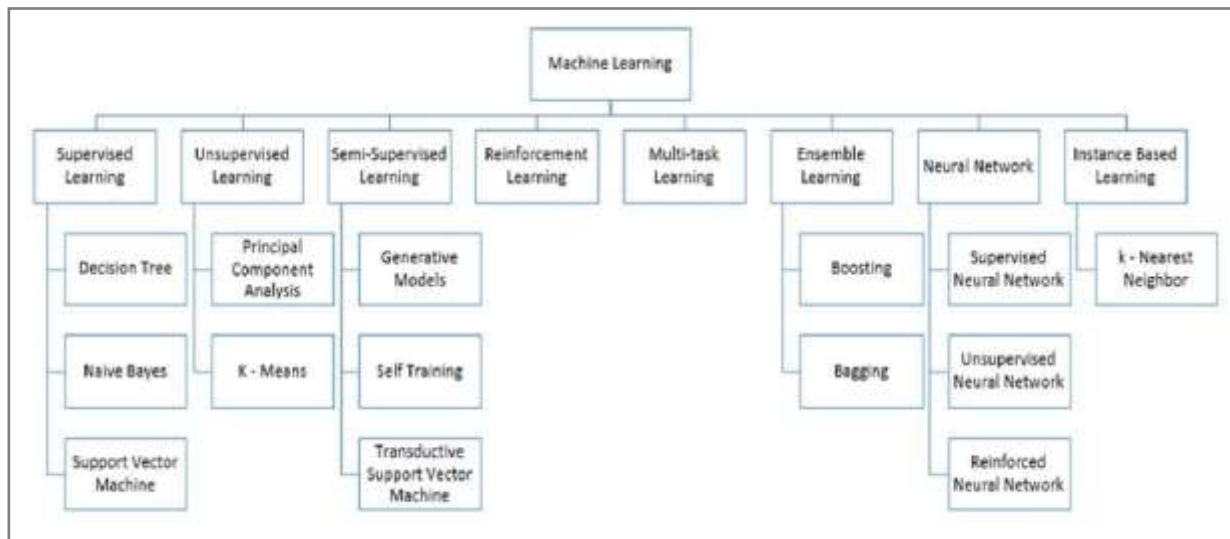 Machine Learning
Supervised
Learning
Unsupervised
Learning
Semi-Supervised
Learning
Reinforcement
Learning
Multi-task
Learning
Ensemble
Learning
Neural Network
Instance Based
Learning
Decision Tree
Principal
Component
Analysis
Generative
Models
Boosting
Supervised
Neural Network
k - Nearest
Neighbor
Naive Bayes
K - Means
Self Training
Bagging
Unsupervised
Neural Network
Support Vector
Machine
Transductive
Support Vector
Machine
Reinforced
Neural Network